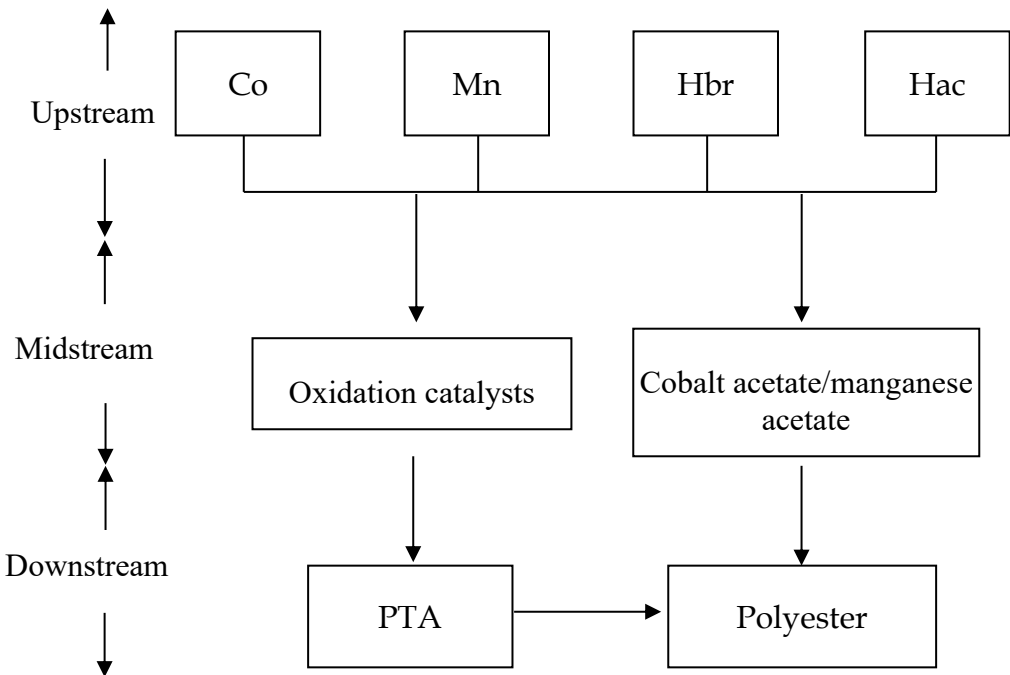 Co
Mn
Hbr
Hac
Upstream
Midstream
Oxidation catalysts
Cobalt acetate/manganese
acetate
Downstream
PTA
Polyester